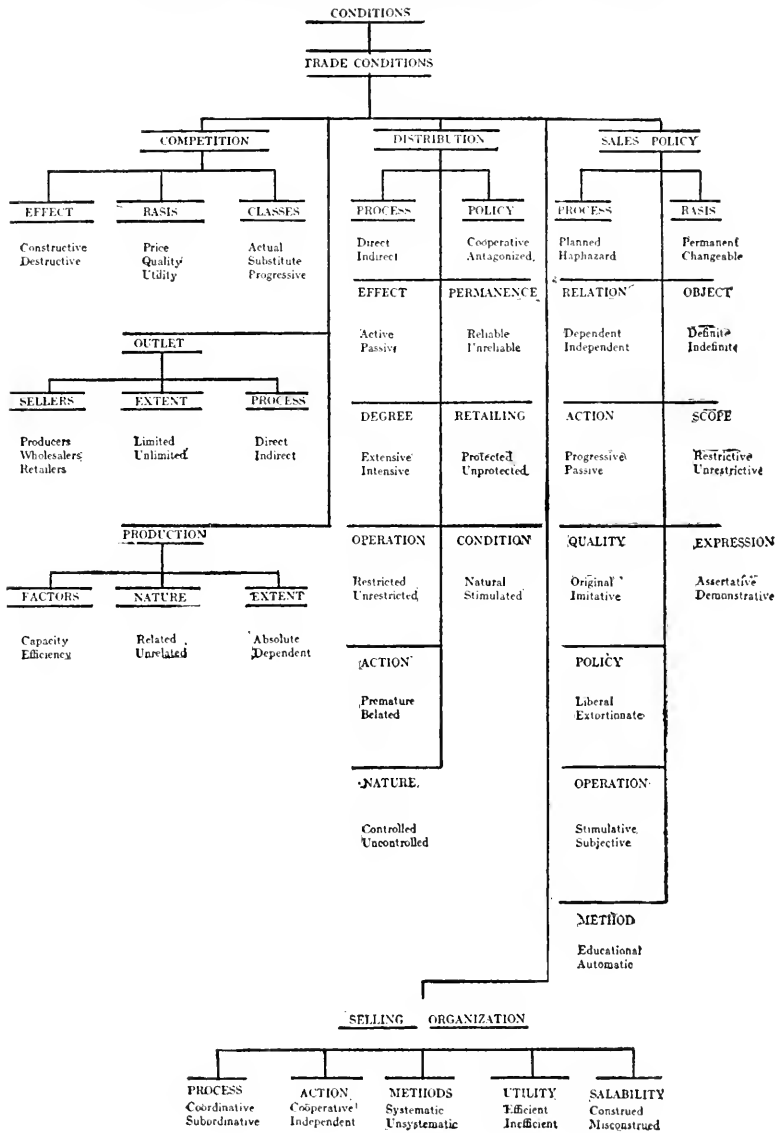 CONDITIONS
TRADE CONDITIONS
COMPETITION
EFFECT
Constructive
Destructive
BASIS
Price
Quality
Utility
CLASSES
Actual
Substitute
Progressive
OUTLET
SELLERS
Producers
Wholesalers
Retailers
EXTENT
Limited
Unlimited
PROCESS
Direct
Indirect
PRODUCTION
FACTORS
Capacity
Efficiency
NATURE
Related
Unrelated
EXTENT
Absolute
Dependent
DISTRIBUTION
PROCESS
Direct
Indirect
POLICY
Coöperative
Antagonized
EFFECT
Active
Passive
PERMANENCE
Reliable
Unreliable
DEGREE
Extensive
Intensive
RETAILING
Protected
Unprotected
OPERATION
Restricted
Unrestricted
CONDITION
Natural
Stimulated
ACTION
Premature
Belated
NATURE
Controlled
Uncontrolled
SALES POLICY
PROCESS
Planned
Haphazard
BASIS
Permanent
Changeable
RELATION
Dependent
Independent
OBJECT
Definite
Indefinite
ACTION
Progressive
Passive
SCOPE
Restrictive
Unrestrictive
QUALITY
Original
Imitative
EXPRESSION
Assertative
Demonstrative
POLICY
Liberal
Extortionate
OPERATION
Stimulative
Subjective
METHOD
Educational
Automatic
SELLING ORGANIZATION
PROCESS
Coördinative
Subordinative
ACTION
Coöperative
Independent
METHODS
Systematic
Unsystematic
UTILITY
Efficient
Inefficient
SALABILITY
Construed
Misconstrued